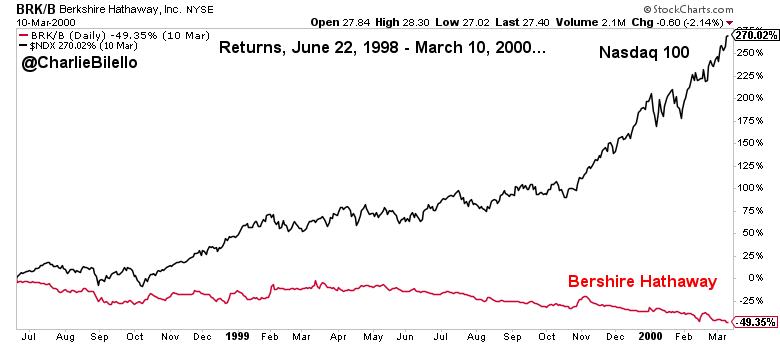 BRK/B Berkshire Hathaway, Inc. NYSE
© StockCharts.com
10-Mar-2000
Open 27.84 High 28.30 Low 27.02 Last 27.40 Volume 2.1M Chg -0.60 (-2.14%)
BRK/B (Daily) -49.35% (10 Mar)
$NDX 270.02% (10 Mar)
@CharlieBilello
Returns, June 22, 1998 - March 10, 2000...
Nasdaq 100
275%
270.02%
250%
225%
200%
175%
150%
125%
100%
75%
50%
25%
0%
-25%
-49.35%
Bershire Hathaway
Jul Aug Sep Oct Nov Dec 1999 Feb Mar Apr May Jun Jul Aug Sep Oct Nov Dec 2000 Feb Mar